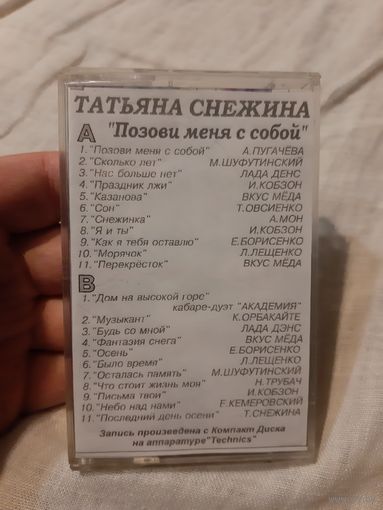 ТАТЬЯНА СНЕЖИНА
А "Позови меня с собой"
1. "Позови меня с собой" А.ПУГАЧЁВА
2. "Сколько лет" М.ШУФУТИНСКИЙ
3. "Нас больше нет" ЛАДА ДЕНС
4. "Праздник лжи" И.КОБЗОН
5. "Казанова" ВКУС МЁДА
6. "Сон" Т.ОВСИЕНКО
7. "Снежинка" А.МОН
8. "Я и ты" И.КОБЗОН
9. "Как я тебя оставлю" Е.БОРИСЕНКО
10. "Морячок" Л.ЛЕЩЕНКО
11. "Перекрёсток" ВКУС МЁДА
В
1. "Дом на высокой горе"
кабаре-дуэт "АКАДЕМИЯ"
2. "Музыкант" К.ОРБАКАЙТЕ
3. "Будь со мной" ЛАДА ДЭНС
4. "Фантазия снега" ВКУС МЁДА
5. "Осень" Е.БОРИСЕНКО
6. "Было время" Л.ЛЕЩЕНКО
7. "Осталась память" М.ШУФУТИНСКИЙ
8. "Что стоит жизнь моя" Н.ТРУБАЧ
9. "Письма твои" И.КОБЗОН
10. "Небо над нами" Е.КЕМЕРОВСКИЙ
11. "Последний день осени" Т.СНЕЖИНА
Запись произведена с Компакт Диска
на аппаратуре "Technics"